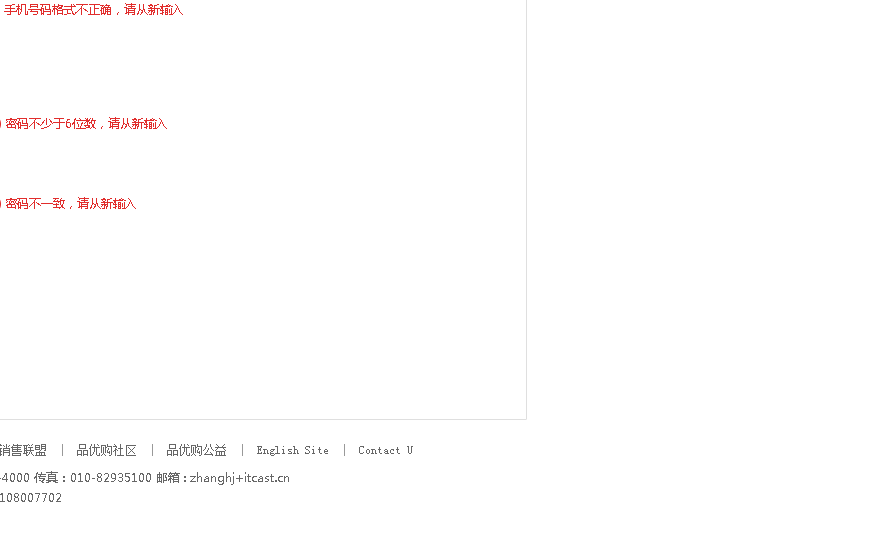 手机号码格式不正确，请从新输入
密码不少于6位数，请从新输入
密码不一致，请从新输入
销售联盟 | 品优购社区 | 品优购公益 | English Site | Contact U
-4000 传真：010-82935100 邮箱：zhanghj+itcast.cn
108007702